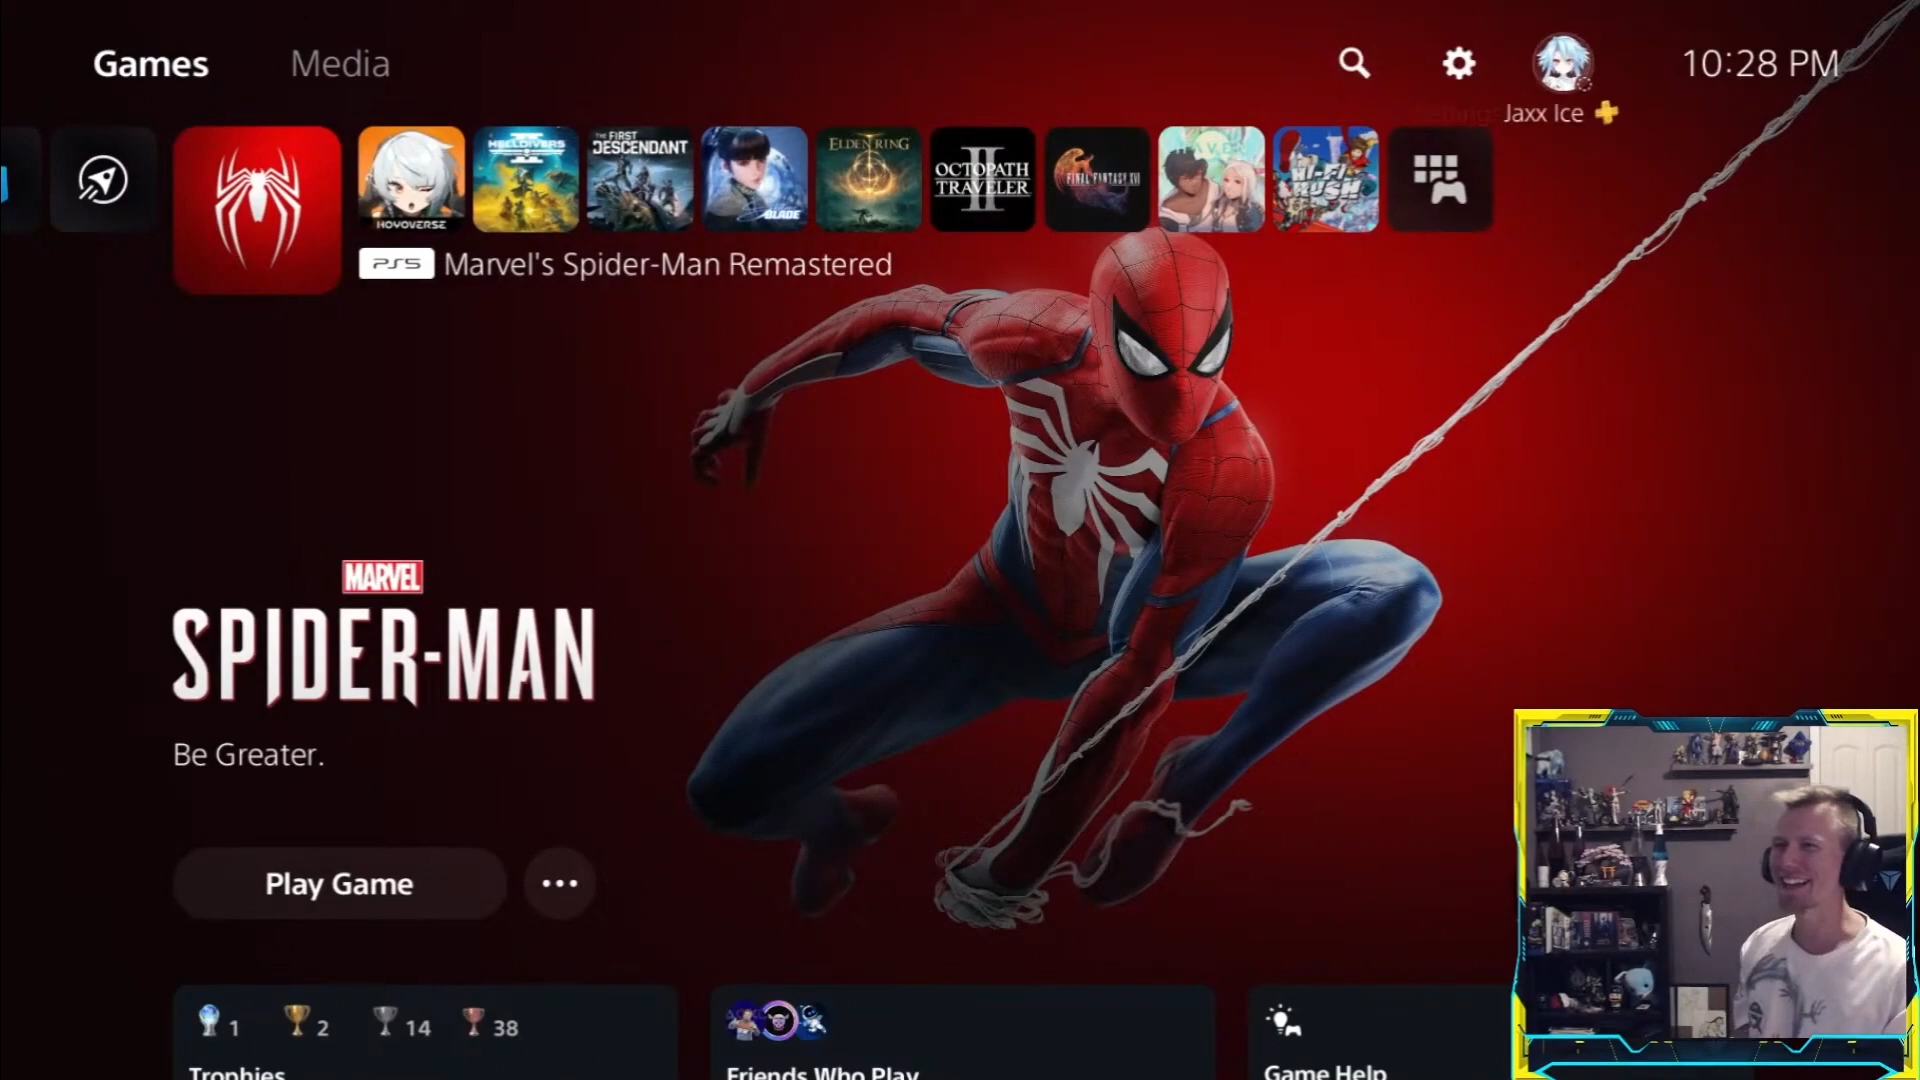 Games
Media
10:28 PM
Jaxx Ice
HOYOVERSE
HELLDIVERS
THE FIRST
DESCENDANT
BLADE
ELDEN RING
OCTOPATH
II
TRAVELER
FINAL FANTASY XVI
HAVEN
HI-FI
RUSH
PS5 Marvel's Spider-Man Remastered
MARVEL
SPIDER-MAN
Be Greater.
Play Game
1
2
14
38
Trophies
Friends Who Play
Game Help